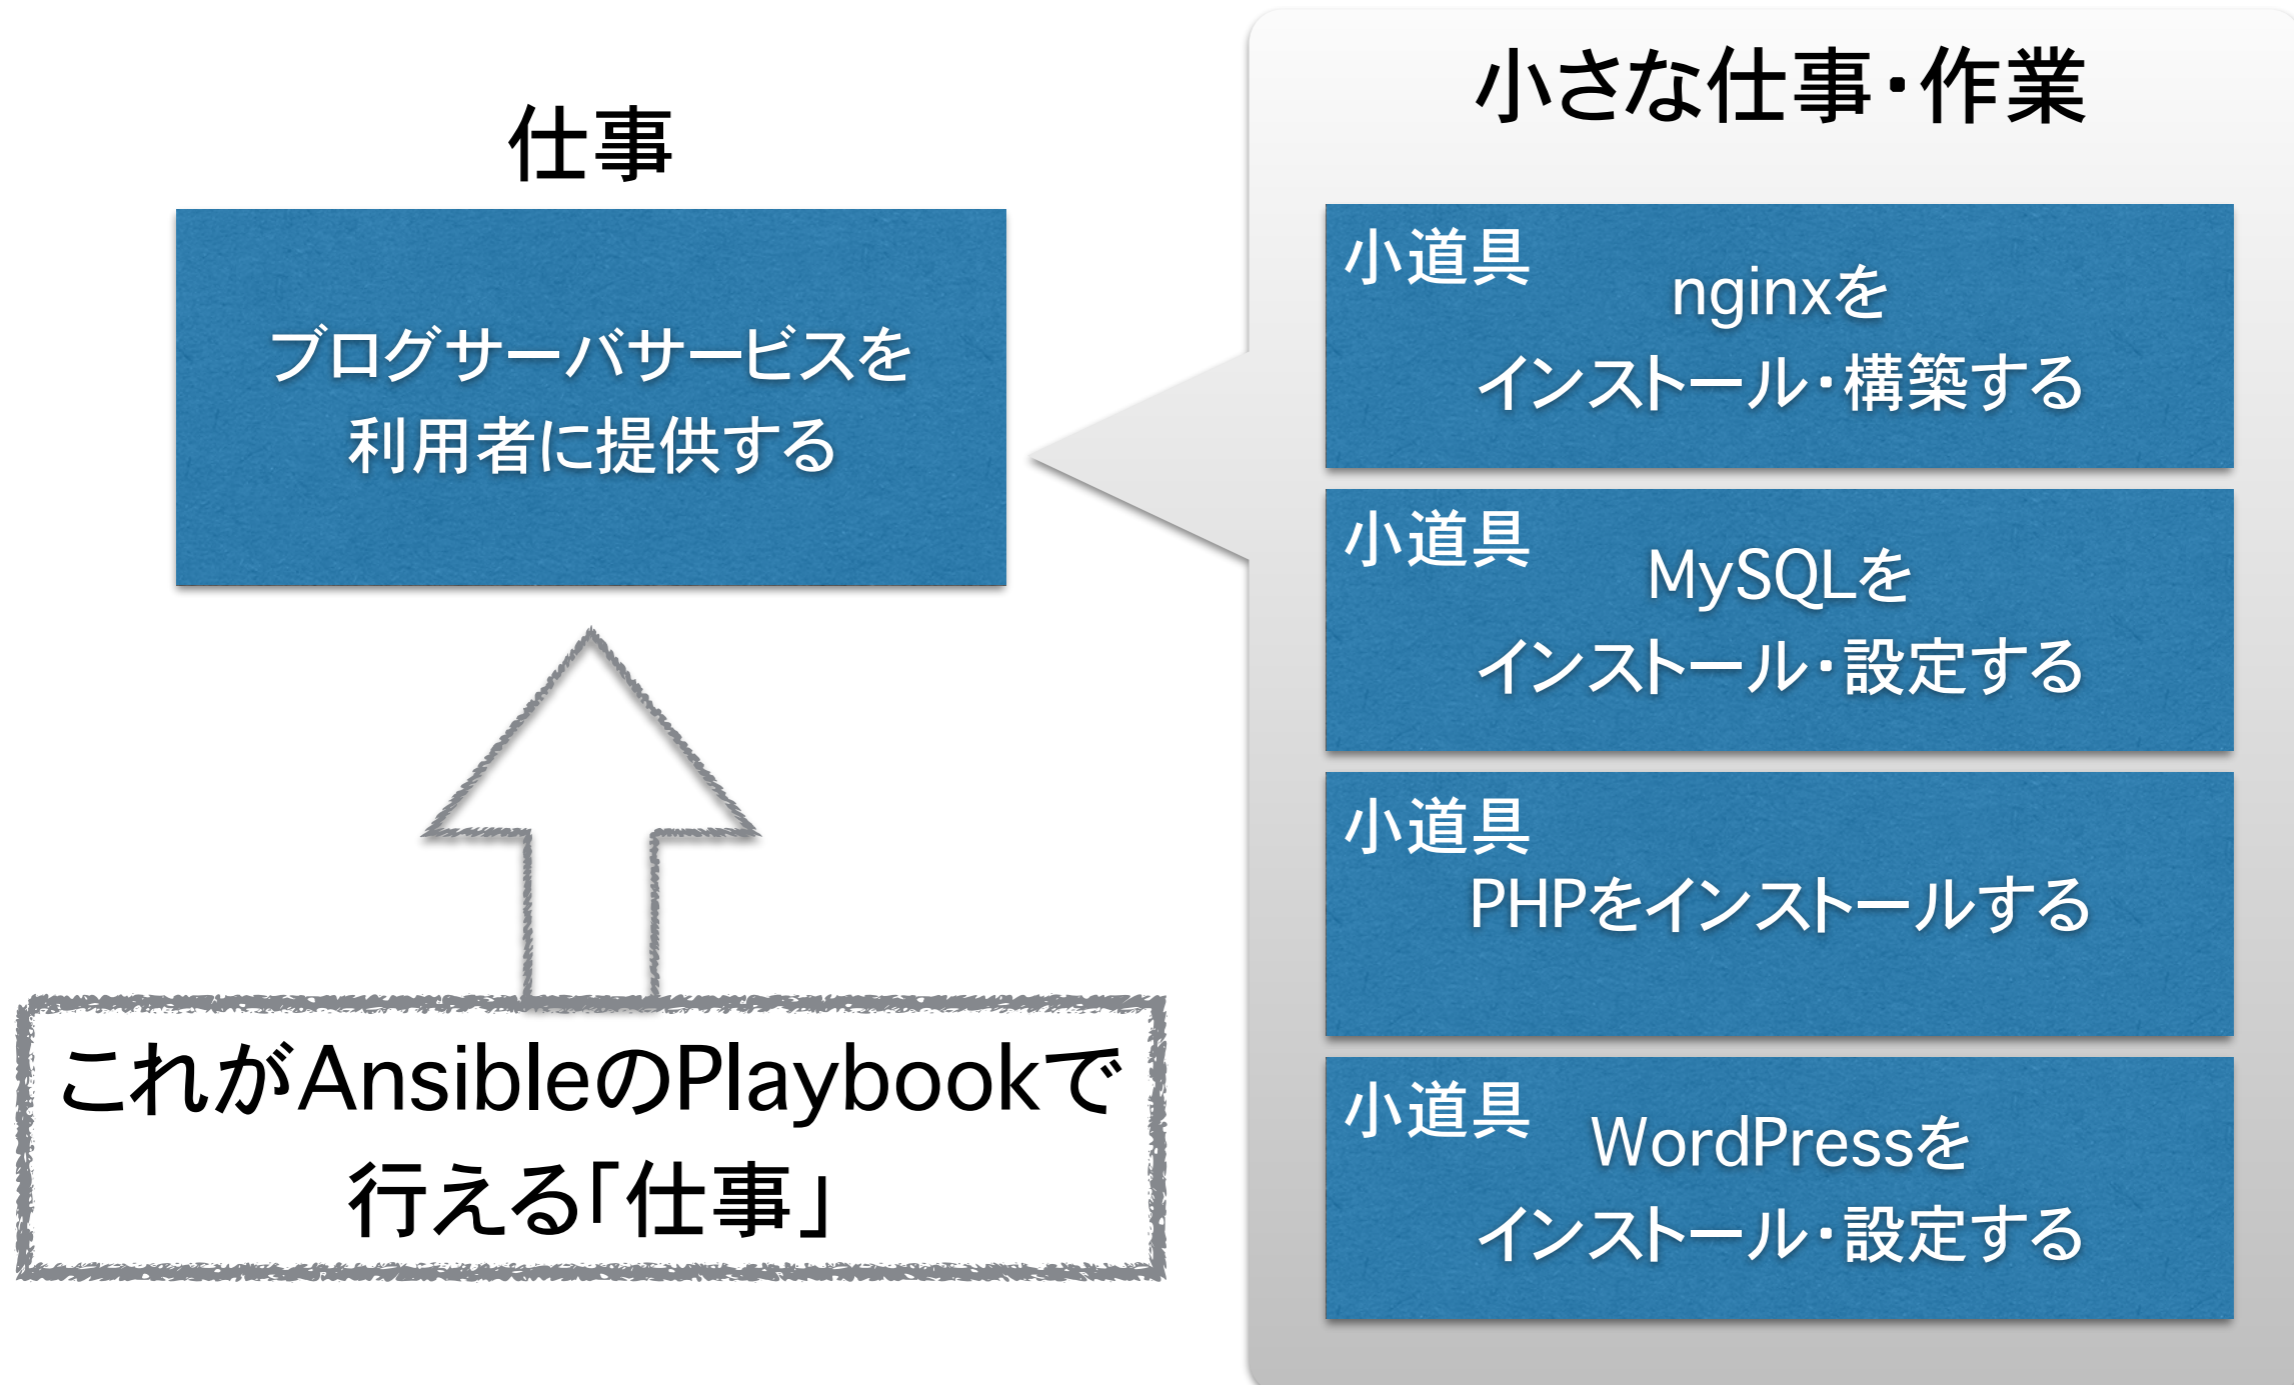 仕事
ブログサーバサービスを
利用者に提供する
これがAnsibleのPlaybookで
行える「仕事」
小さな仕事・作業
小道具
nginxを
インストール・構築する
小道具
MySQLを
インストール・設定する
小道具
PHPをインストールする
小道具
WordPressを
インストール・設定する